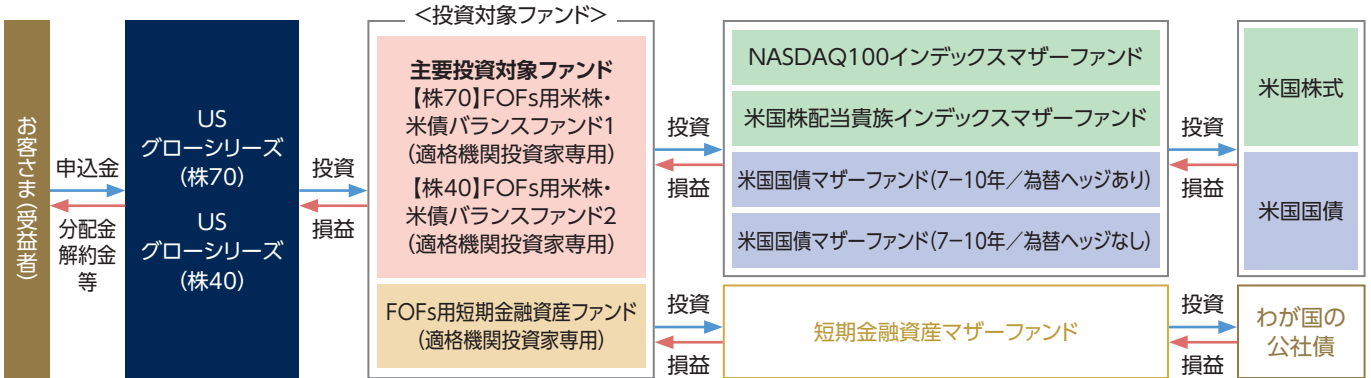 お客さま（受益者）
申込金
分配金
解約金
等
US
グローシリーズ
(株70)
US
グローシリーズ
(株40)
投資
損益
＜投資対象ファンド＞
主要投資対象ファンド
【株70】FOFs用米株・
米債バランスファンド1
(適格機関投資家専用)
【株40】FOFs用米株・
米債バランスファンド2
(適格機関投資家専用)
FOFs用短期金融資産ファンド
(適格機関投資家専用)
投資
損益
投資
損益
NASDAQ100インデックスマザーファンド
米国株配当貴族インデックスマザーファンド
米国国債マザーファンド(7−10年／為替ヘッジあり)
米国国債マザーファンド(7−10年／為替ヘッジなし)
短期金融資産マザーファンド
投資
損益
投資
損益
米国株式
米国国債
わが国の
公社債